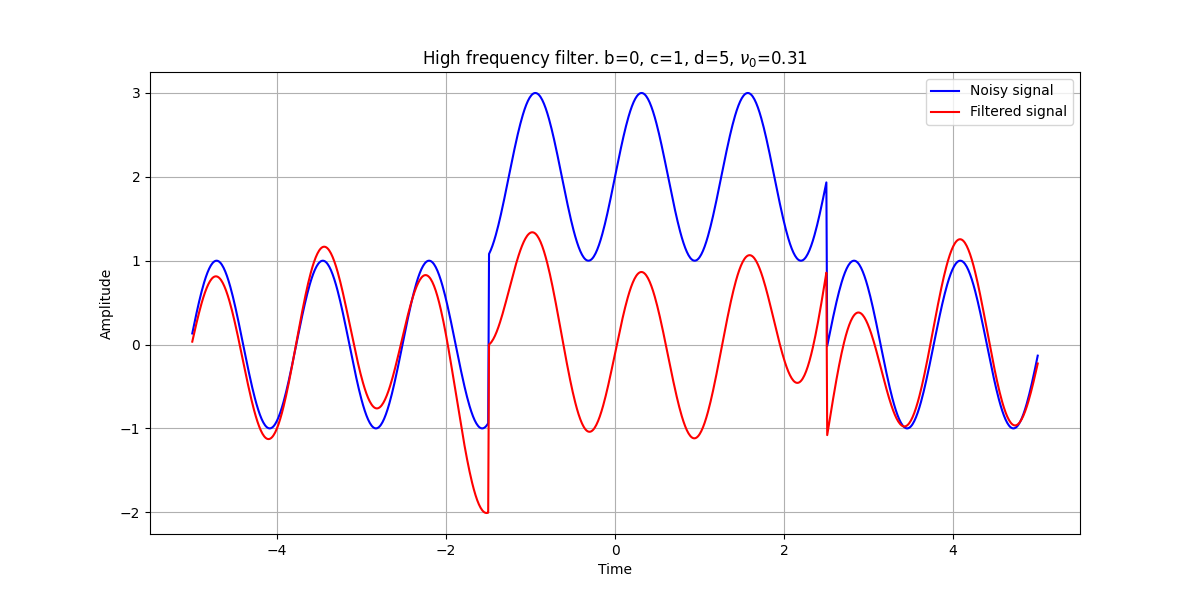 High frequency filter. b=0, c=1, d=5, ν₀=0.31
Noisy signal
Filtered signal
3
2
1
0
−1
−2
Amplitude
−4
−2
0
2
4
Time